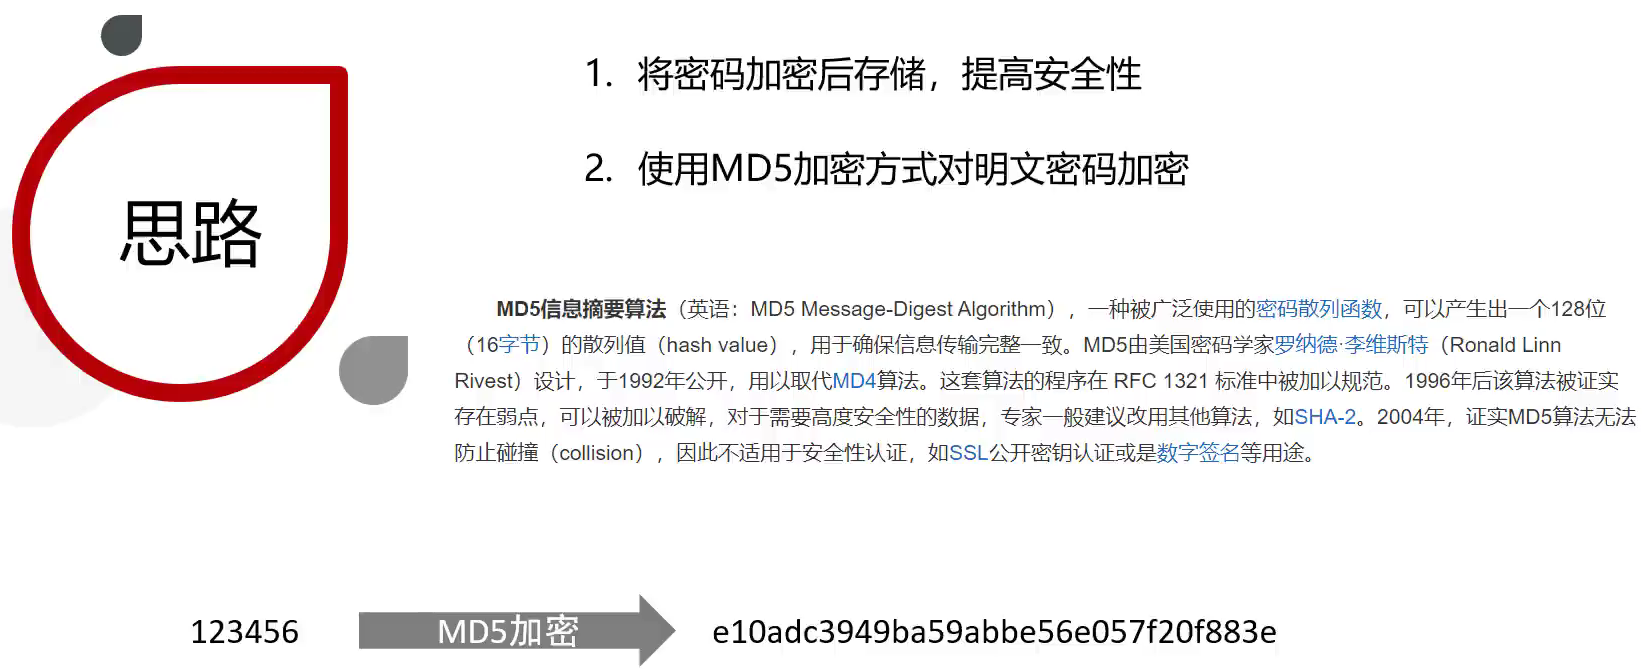 思路
1. 将密码加密后存储，提高安全性
2. 使用MD5加密方式对明文密码加密
MD5信息摘要算法（英语：MD5 Message-Digest Algorithm），一种被广泛使用的密码散列函数，可以产生出一个128位
（16字节）的散列值（hash value），用于确保信息传输完整一致。MD5由美国密码学家罗纳德·李维斯特（Ronald Linn
Rivest）设计，于1992年公开，用以取代MD4算法。这套算法的程序在 RFC 1321 标准中被加以规范。1996年后该算法被证实
存在弱点，可以被加以破解，对于需要高度安全性的数据，专家一般建议改用其他算法，如SHA-2。2004年，证实MD5算法无法
防止碰撞（collision），因此不适用于安全性认证，如SSL公开密钥认证或是数字签名等用途。
123456 MD5加密 e10adc3949ba59abbe56e057f20f883e